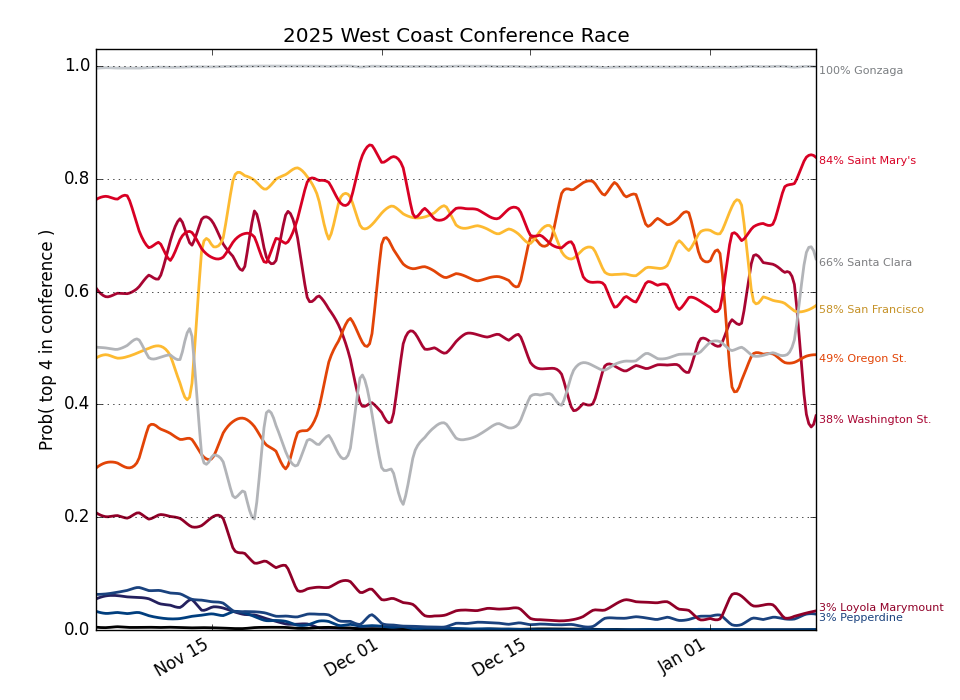 2025 West Coast Conference Race
Prob( top 4 in conference )
1.0
0.8
0.6
0.4
0.2
0.0
Nov 15
Dec 01
Dec 15
Jan 01
100% Gonzaga
84% Saint Mary's
66% Santa Clara
58% San Francisco
49% Oregon St.
38% Washington St.
3% Loyola Marymount
3% Pepperdine